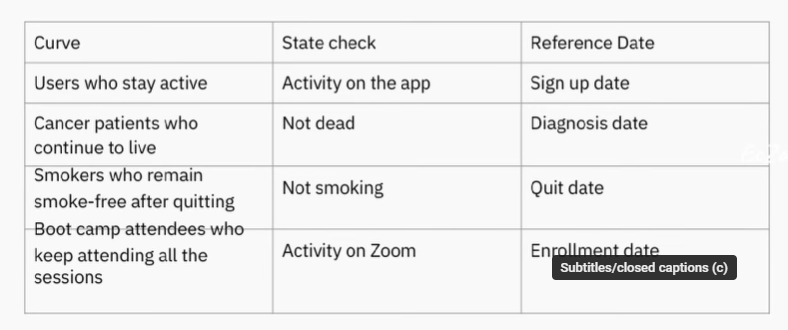 Curve State check Reference Date
Users who stay active Activity on the app Sign up date
Cancer patients who
continue to live
Not dead Diagnosis date
Smokers who remain
smoke-free after quitting
Not smoking Quit date
Boot camp attendees who
keep attending all the
sessions
Activity on Zoom Enrollment date
Subtitles/closed captions (c)